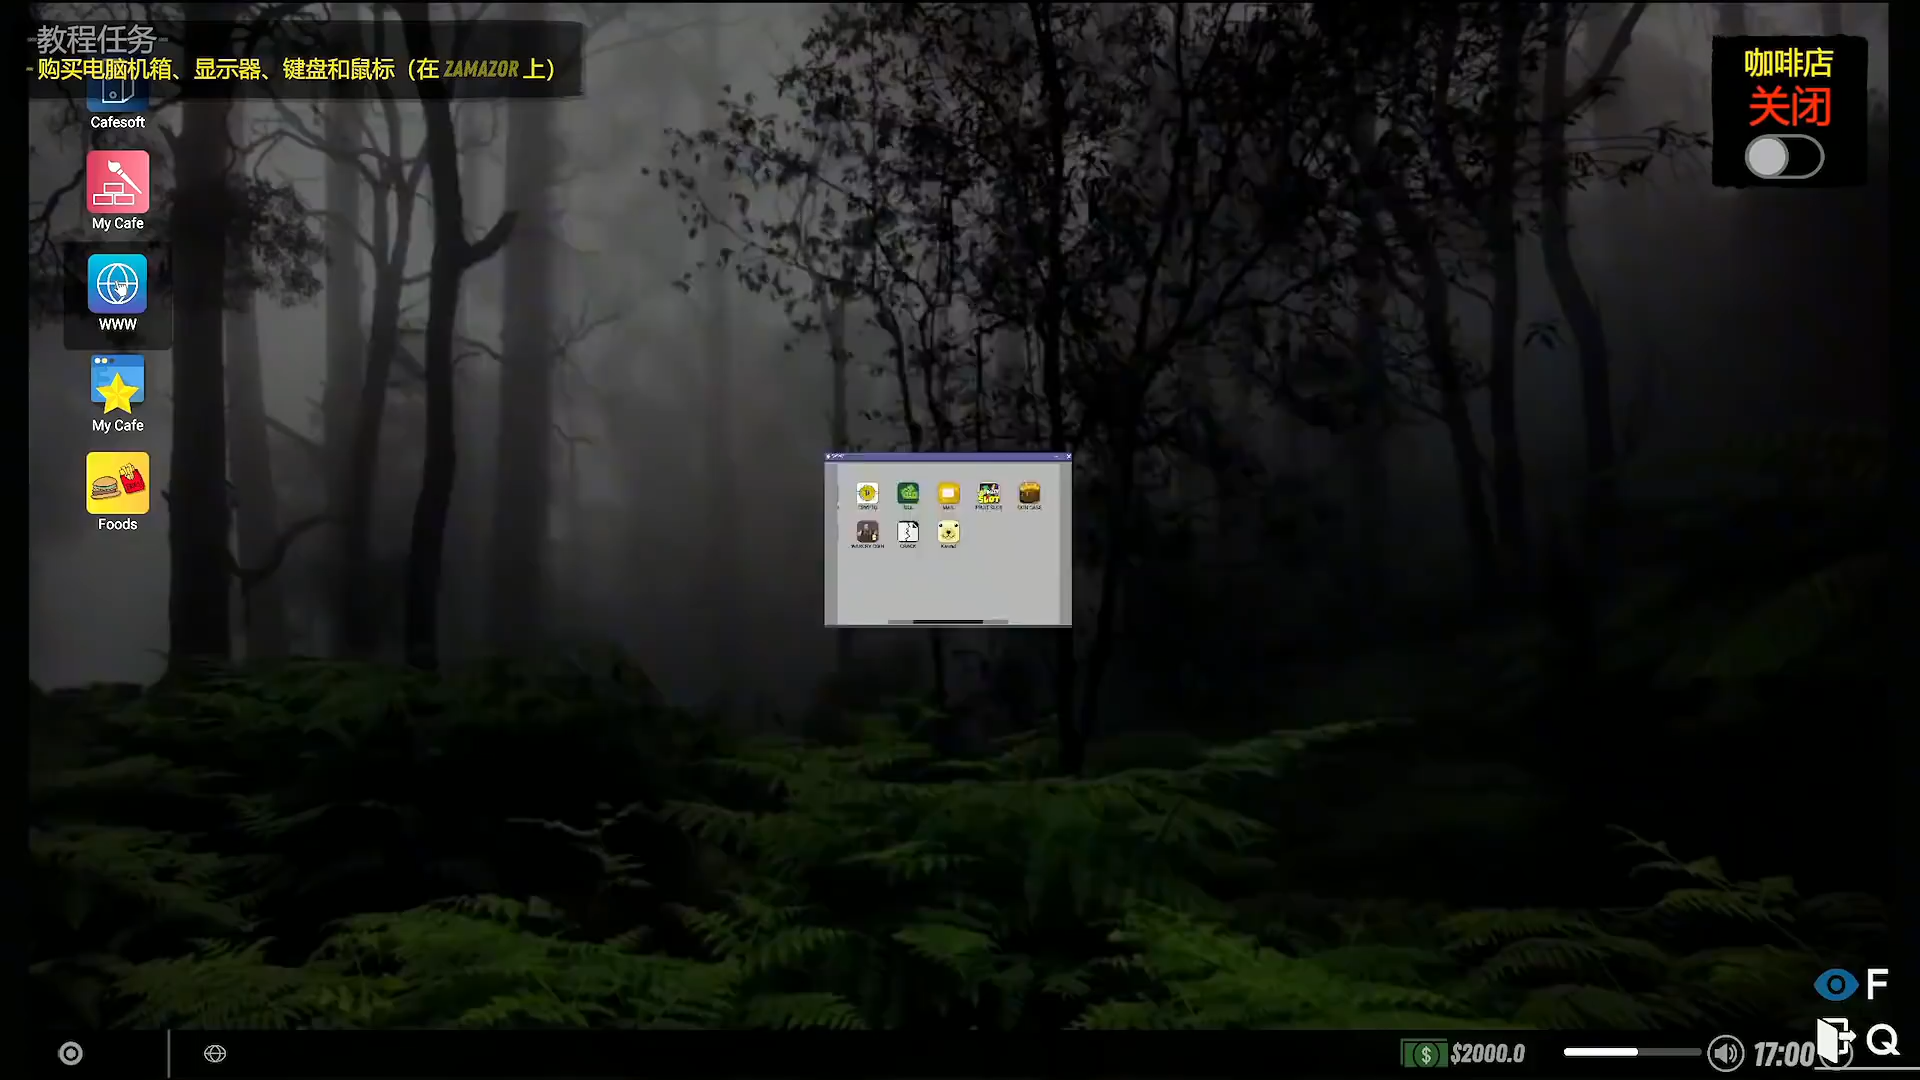 -教程任务-
- 购买电脑机箱、显示器、键盘和鼠标（在 ZAMAZOR 上）
咖啡店
关闭
Cafesoft
My Cafe
WWW
My Cafe
Foods
F
$2000.0
17:00
Q